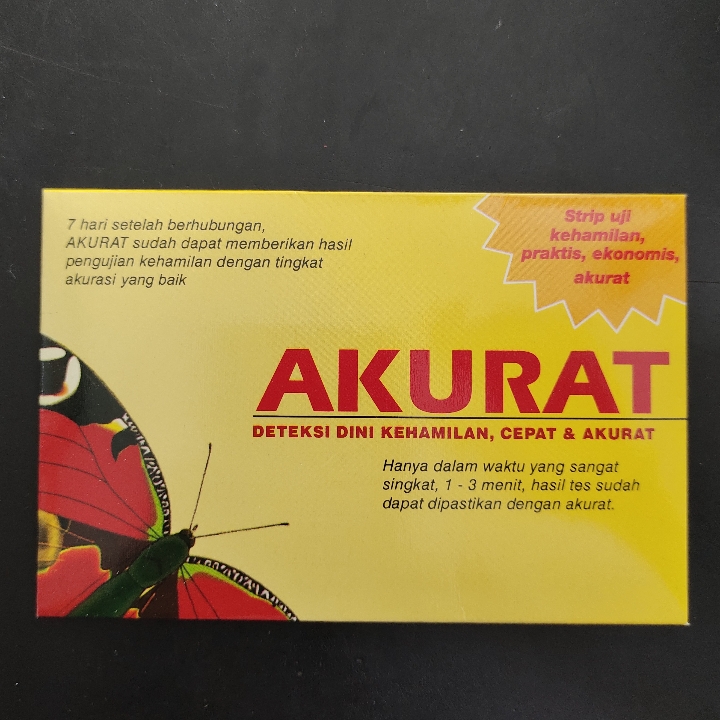 7 hari setelah berhubungan,
AKURAT sudah dapat memberikan hasil
pengujian kehamilan dengan tingkat
akurasi yang baik
Strip uji
kehamilan,
praktis, ekonomis,
akurat
AKURAT
DETEKSI DINI KEHAMILAN, CEPAT & AKURAT
Hanya dalam waktu yang sangat
singkat, 1 - 3 menit, hasil tes sudah
dapat dipastikan dengan akurat.